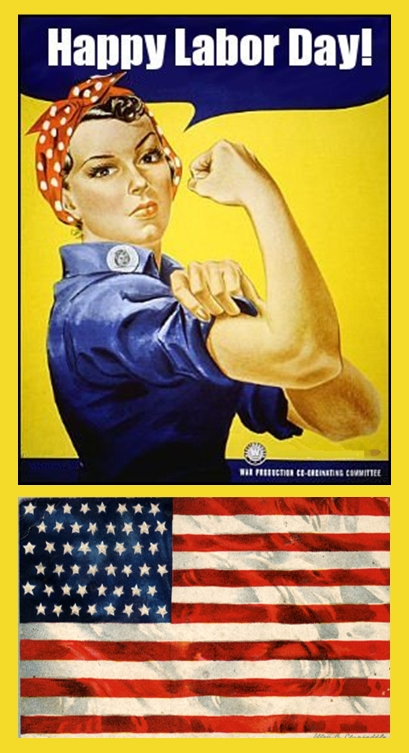 Happy Labor Day!
WAR PRODUCTION CO-ORDINATING COMMITTEE